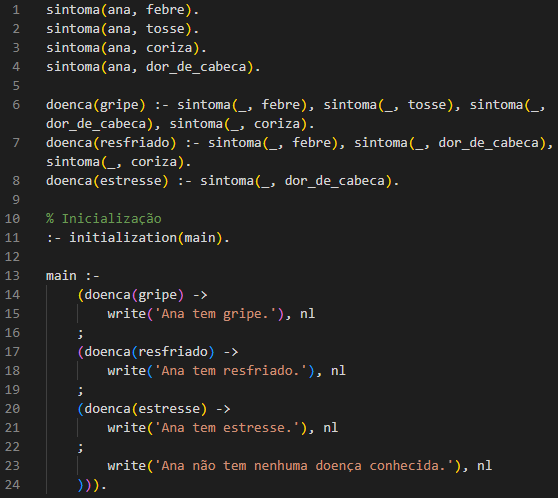 1 sintoma(ana, febre).
2 sintoma(ana, tosse).
3 sintoma(ana, coriza).
4 sintoma(ana, dor_de_cabeca).
5
6 doenca(gripe) :- sintoma(_, febre), sintoma(_, tosse), sintoma(_,
dor_de_cabeca), sintoma(_, coriza).
7 doenca(resfriado) :- sintoma(_, febre), sintoma(_, dor_de_cabeca),
sintoma(_, coriza).
8 doenca(estresse) :- sintoma(_, dor_de_cabeca).
9
10 % Inicialização
11 :- initialization(main).
12
13 main :-
14     (doenca(gripe) ->
15         write('Ana tem gripe.'), nl
16     ;
17     (doenca(resfriado) ->
18         write('Ana tem resfriado.'), nl
19     ;
20     (doenca(estresse) ->
21         write('Ana tem estresse.'), nl
22     ;
23         write('Ana não tem nenhuma doença conhecida.'), nl
24     ))).